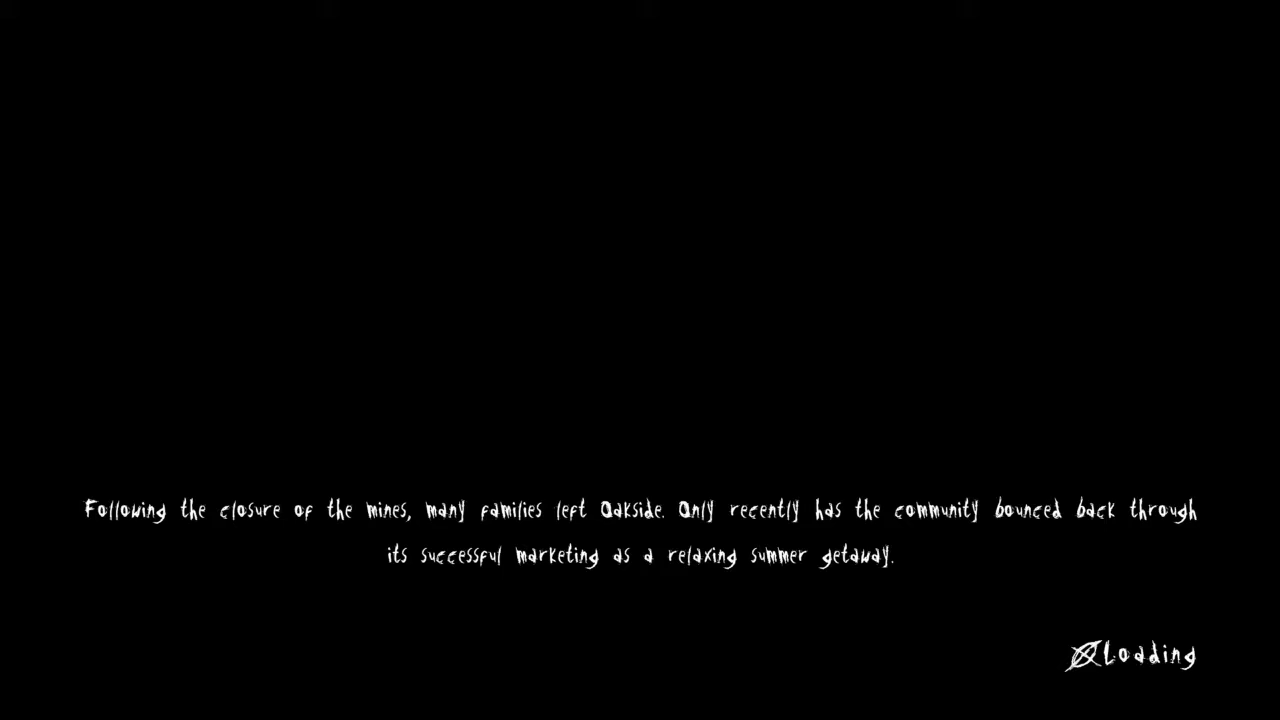 Following the closure of the mines, many families left Oakside. Only recently has the community bounced back through
its successful marketing as a relaxing summer getaway.
Loading